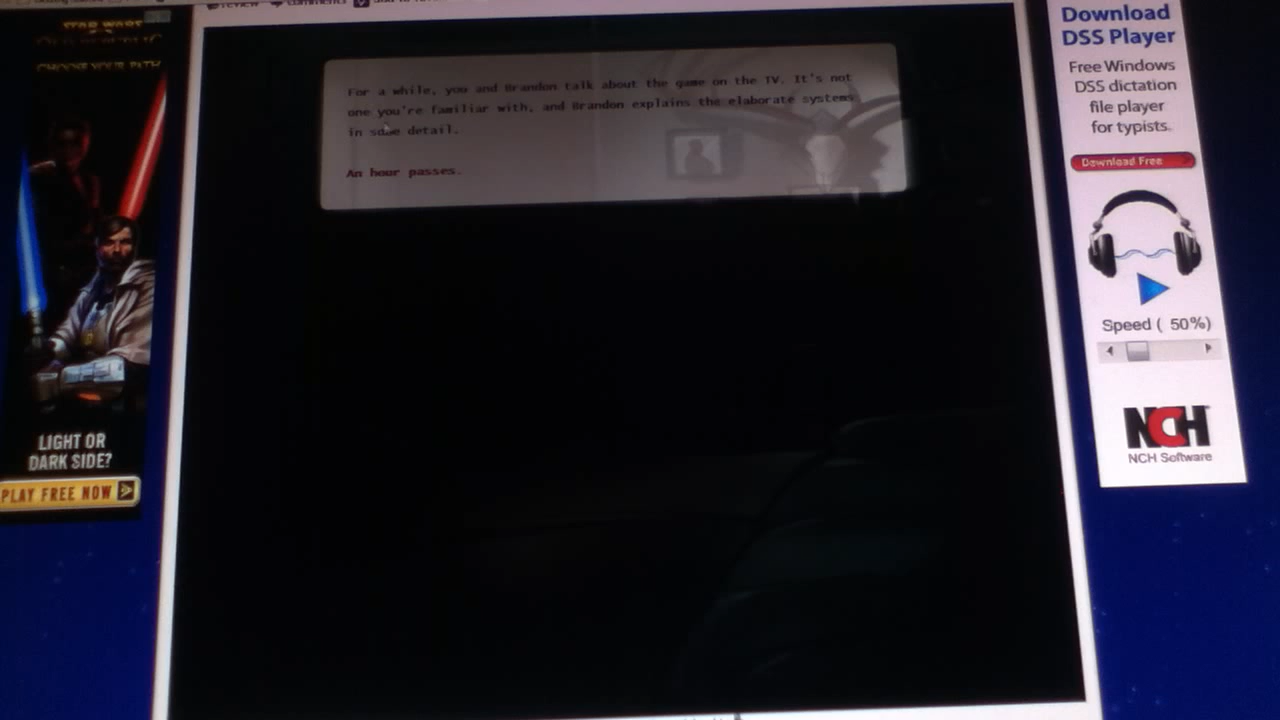 STAR WARS
CHOOSE YOUR PATH
LIGHT OR
DARK SIDE?
PLAY FREE NOW
For a while, you and Brandon talk about the game on the TV. It's not
one you're familiar with, and Brandon explains the elaborate systems
in some detail.
An hour passes.
Download
DSS Player
Free Windows
DSS dictation
file player
for typists.
Download Free
Speed ( 50%)
NCH
NCH Software